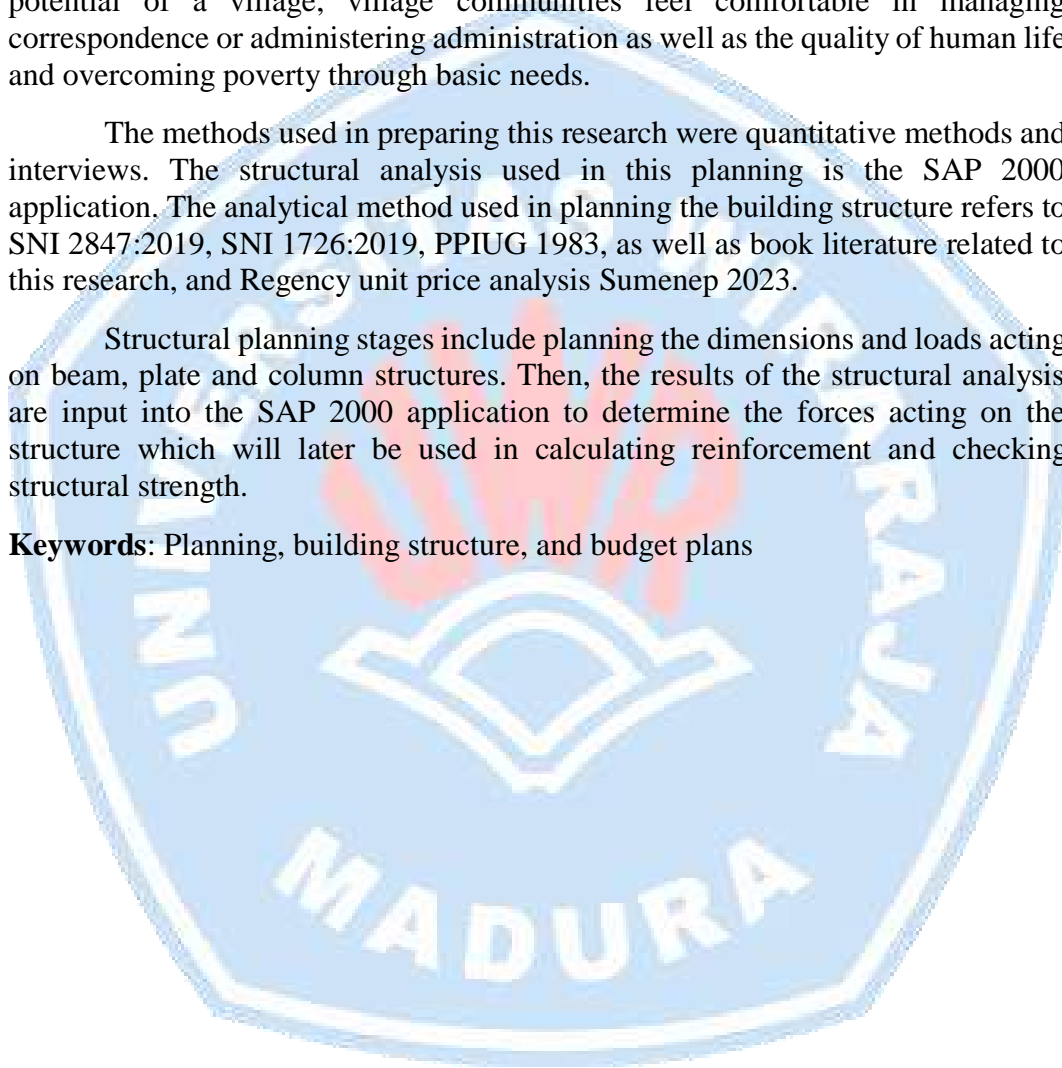 potential of a village, village communities feel comfortable in managing
correspondence or administering administration as well as the quality of human life
and overcoming poverty through basic needs.
The methods used in preparing this research were quantitative methods and
interviews. The structural analysis used in this planning is the SAP 2000
application. The analytical method used in planning the building structure refers to
SNI 2847:2019, SNI 1726:2019, PPIUG 1983, as well as book literature related to
this research, and Regency unit price analysis Sumenep 2023.
Structural planning stages include planning the dimensions and loads acting
on beam, plate and column structures. Then, the results of the structural analysis
are input into the SAP 2000 application to determine the forces acting on the
structure which will later be used in calculating reinforcement and checking
structural strength.
Keywords: Planning, building structure, and budget plans
UNIVERSITAS WIRARAJA
UWR
MADURA